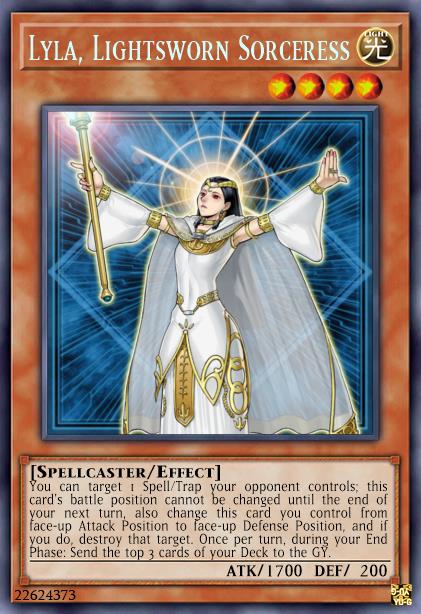 Lyla, Lightsworn Sorceress
LIGHT
光
[Spellcaster/Effect]
You can target 1 Spell/Trap your opponent controls; this
card's battle position cannot be changed until the end of
your next turn, also change this card you control from
face-up Attack Position to face-up Defense Position, and if
you do, destroy that target. Once per turn, during your End
Phase: Send the top 3 cards of your Deck to the GY.
ATK/1700 DEF/ 200
22624373